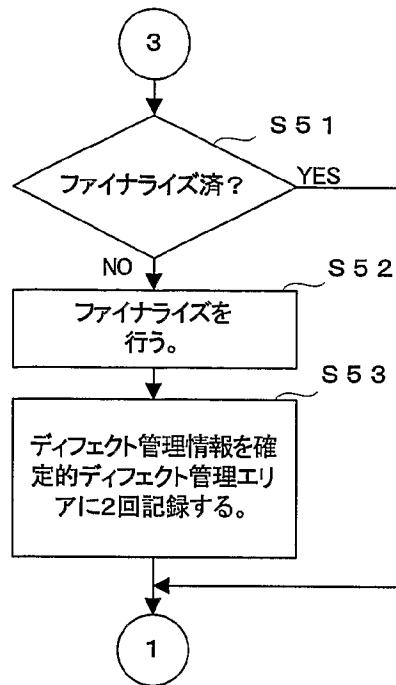 3
S51
ファイナライズ済？
YES
NO
S52
ファイナライズを
行う。
S53
ディフェクト管理情報を確
定的ディフェクト管理エリ
アに2回記録する。
1